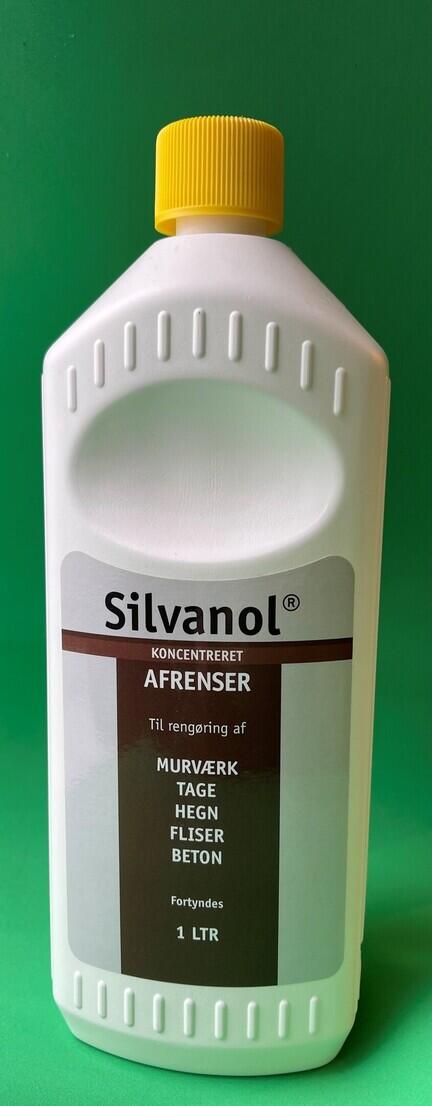 Silvanol®
KONCENTRERET
AFRENSER
Til rengøring af
MURVÆRK
TAGE
HEGN
FLISER
BETON
Fortyndes
1 LTR